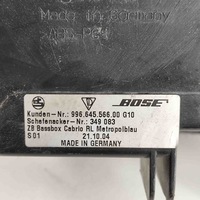 Made in Germany
BOSE
Kunden-Nr.: 996.645.566.00 G10
Schefenacker-Nr.: 349 083
ZB Bassbox Cabrio RL Metropolblau
S01 21.10.04
MADE IN GERMANY